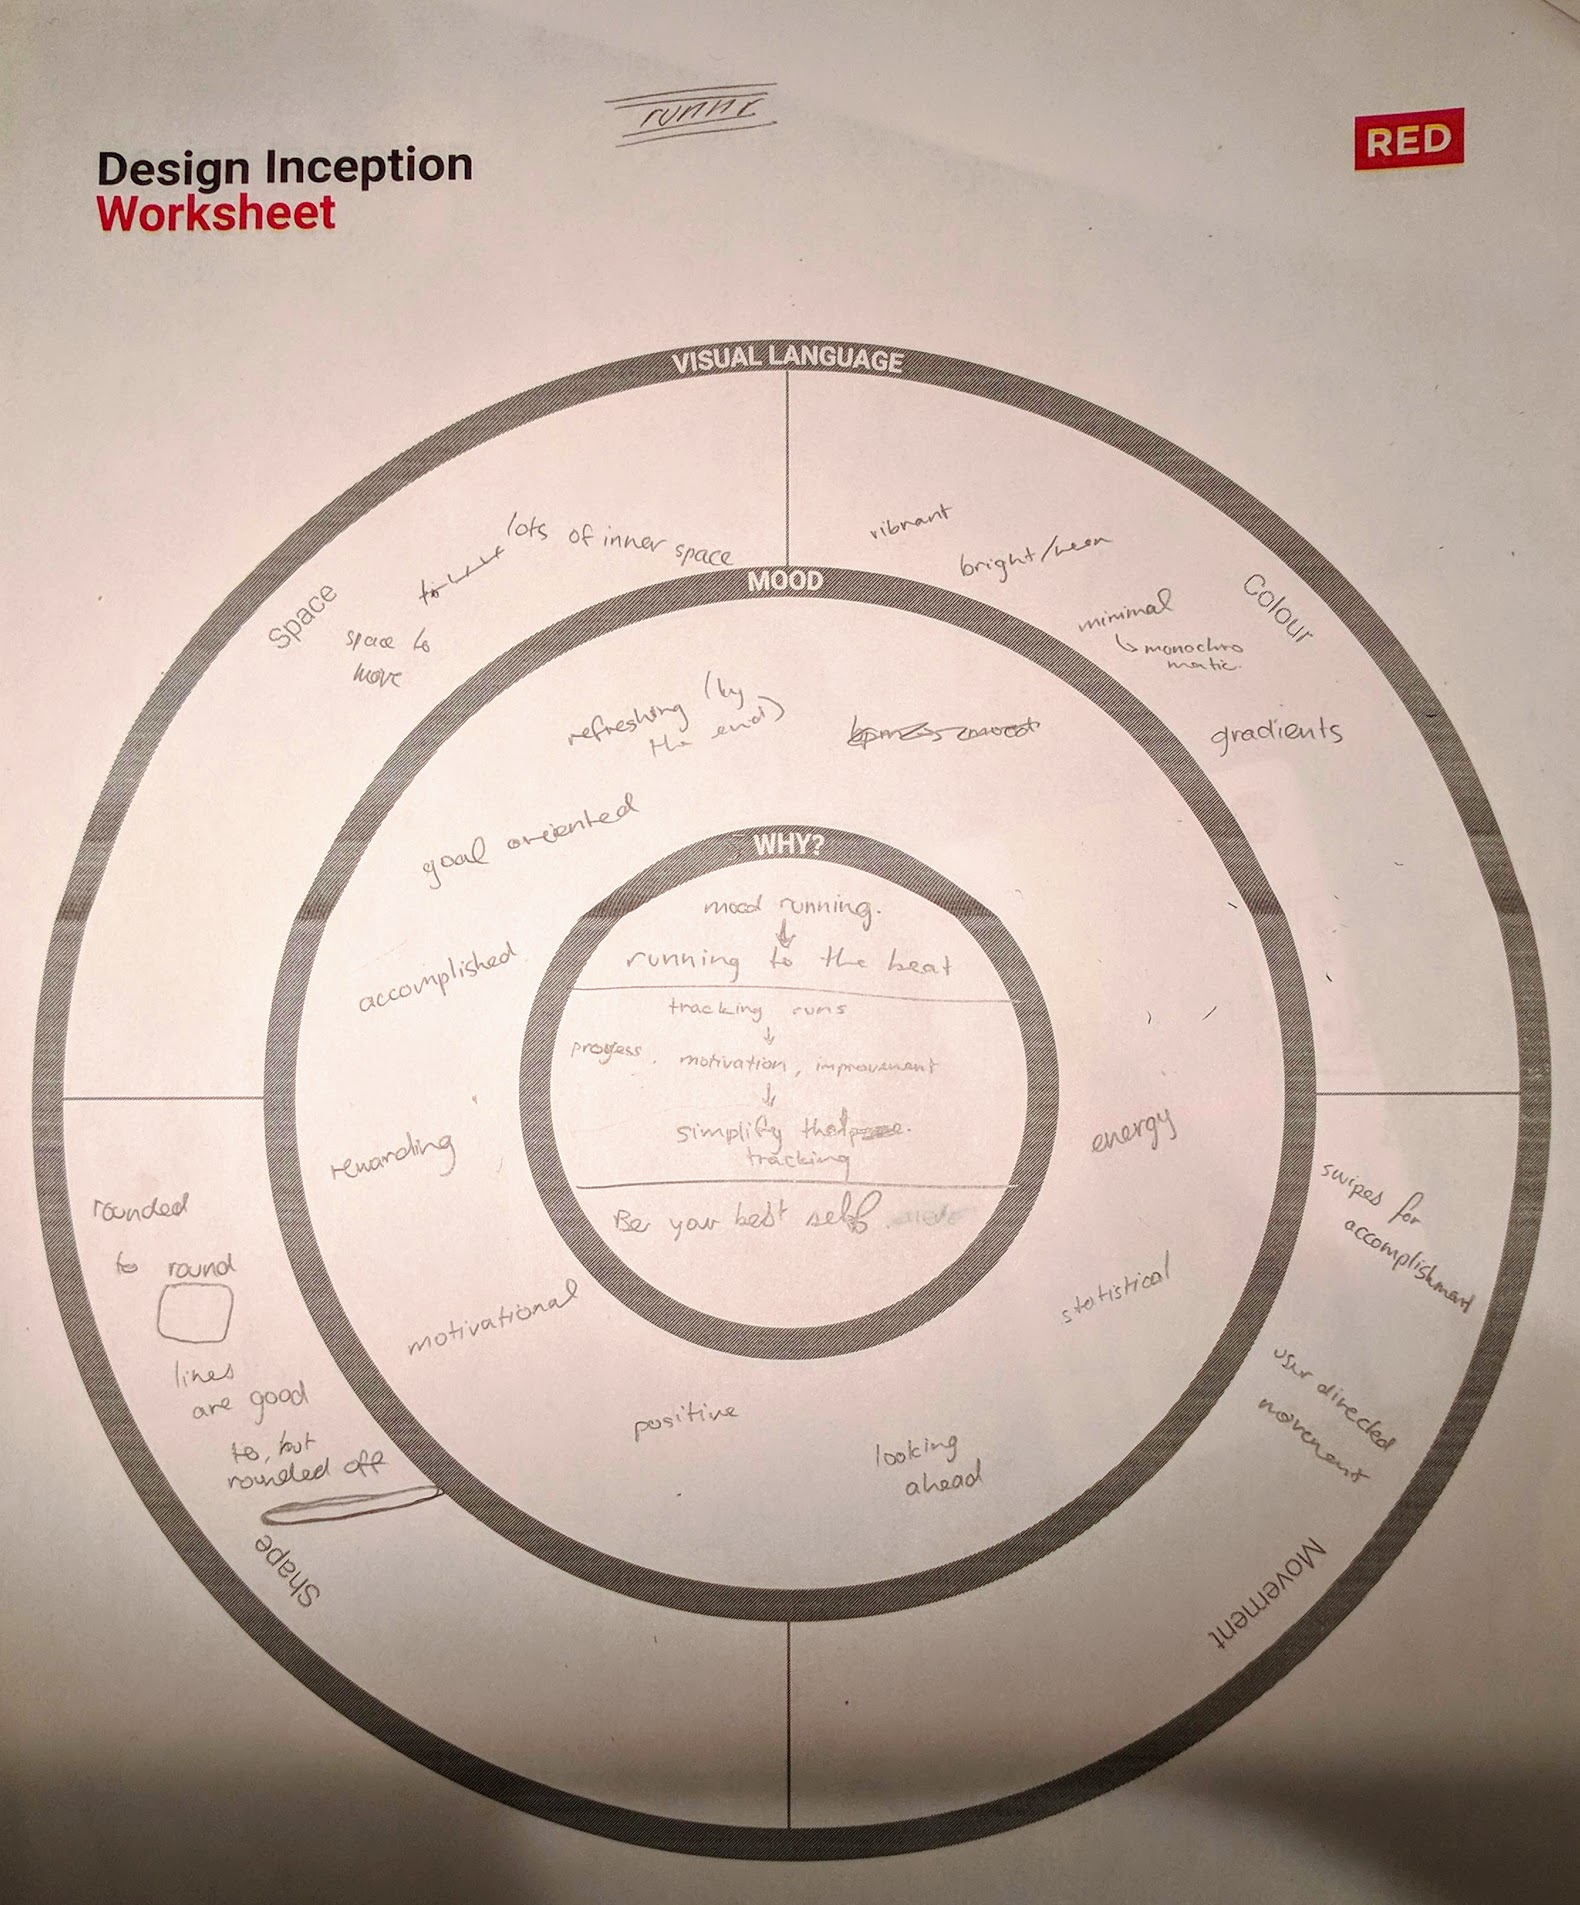 runnr
RED
Design Inception
Worksheet
VISUAL LANGUAGE
Space
lots of inner space
space to
move
Colour
vibrant
bright/neon
minimal
↳ monochro
matic.
gradients
MOOD
refreshing (by
the end)
goal oriented
accomplished
rewarding
motivational
positive
looking
ahead
statistical
energy
WHY?
mood running.
↓
running to the beat
tracking runs
↓
progess, motivation, improvement
↓
simplify that
tracking
Be your best self
Shape
rounded
to round
lines
are good
to, but
rounded off
Movement
swipes for
accomplishment
user directed
movement